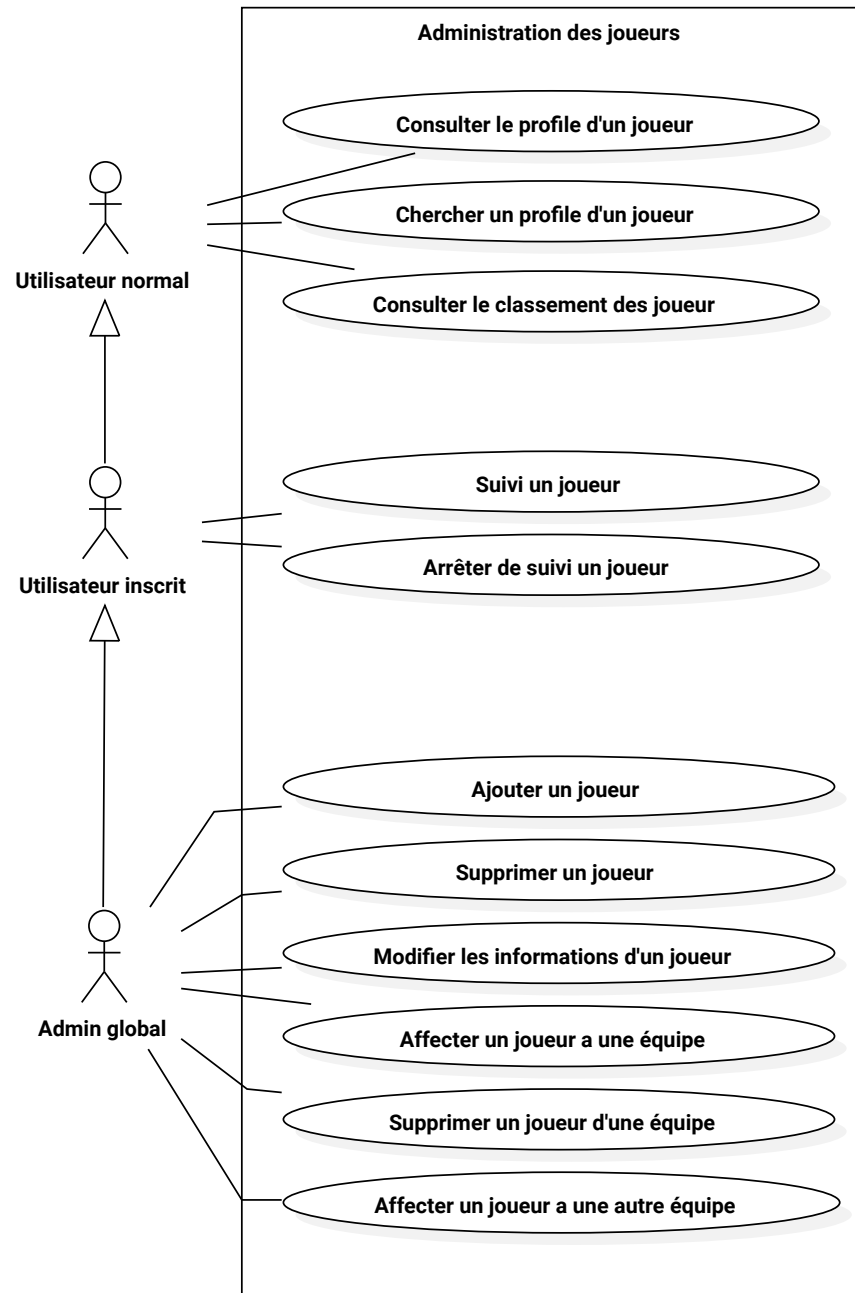 Administration des joueurs
Consulter le profile d'un joueur
Chercher un profile d'un joueur
Utilisateur normal
Consulter le classement des joueur
Suivi un joueur
Arrêter de suivi un joueur
Utilisateur inscrit
Ajouter un joueur
Supprimer un joueur
Modifier les informations d'un joueur
Admin global
Affecter un joueur a une équipe
Supprimer un joueur d'une équipe
Affecter un joueur a une autre équipe